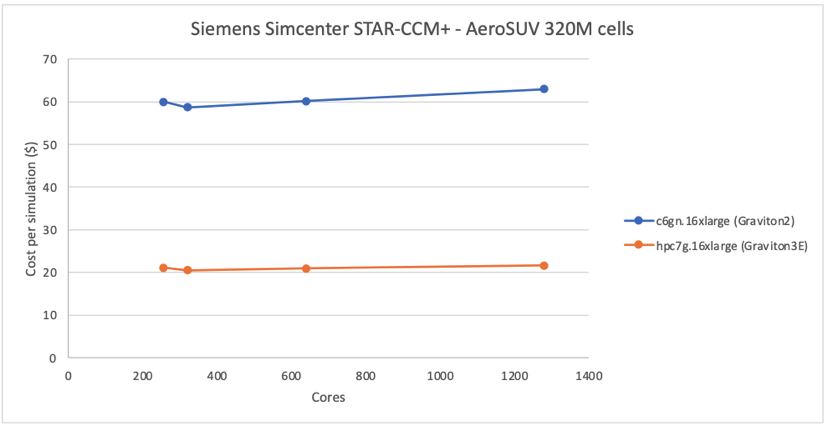 Siemens Simcenter STAR-CCM+ - AeroSUV 320M cells
70
60
50
40
30
20
10
0
Cost per simulation ($)
0 200 400 600 800 1000 1200 1400
Cores
c6gn.16xlarge (Graviton2)
hpc7g.16xlarge (Graviton3E)